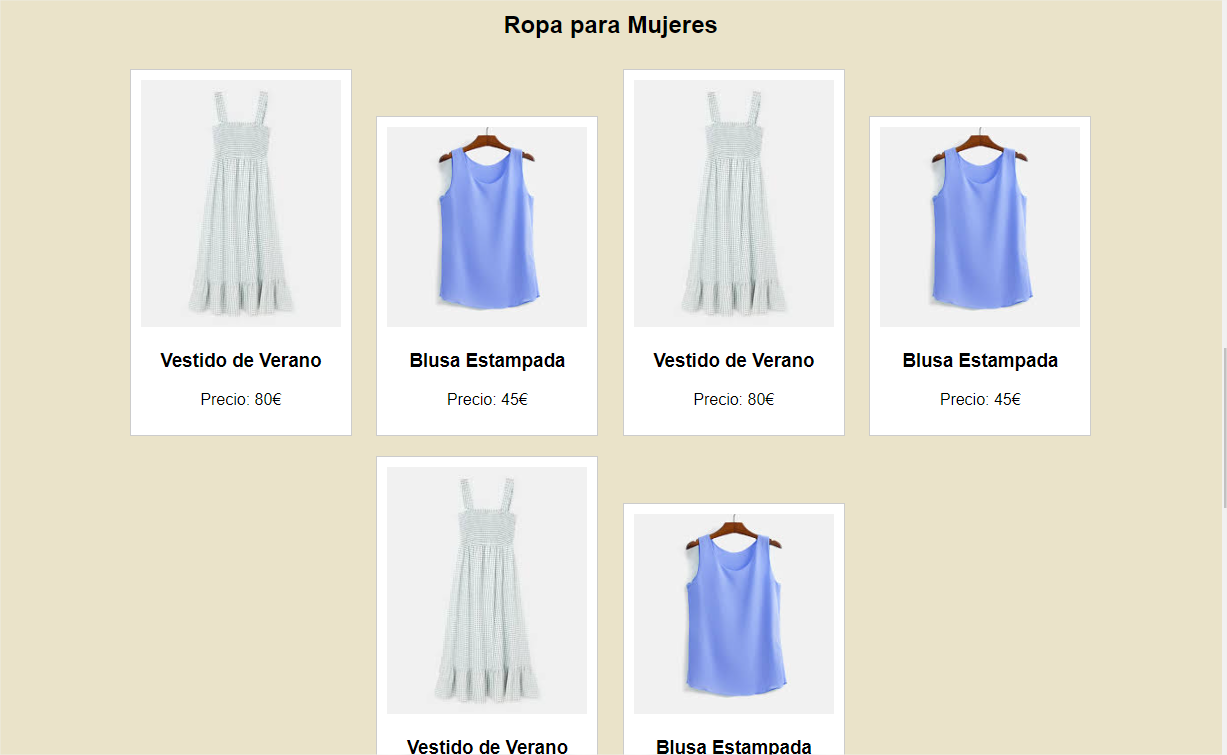 Ropa para Mujeres
Vestido de Verano
Precio: 80€
Blusa Estampada
Precio: 45€
Vestido de Verano
Precio: 80€
Blusa Estampada
Precio: 45€
Vestido de Verano
Blusa Estampada